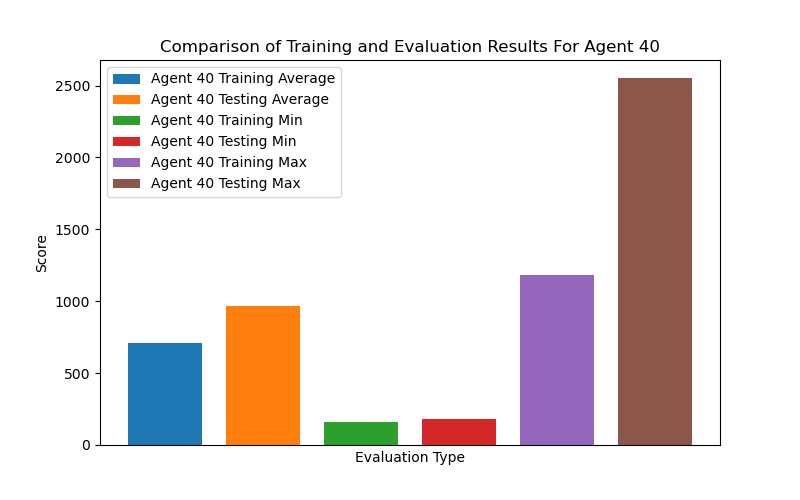 Comparison of Training and Evaluation Results For Agent 40
Agent 40 Training Average
Agent 40 Testing Average
Agent 40 Training Min
Agent 40 Testing Min
Agent 40 Training Max
Agent 40 Testing Max
2500
2000
1500
1000
500
0
Score
Evaluation Type